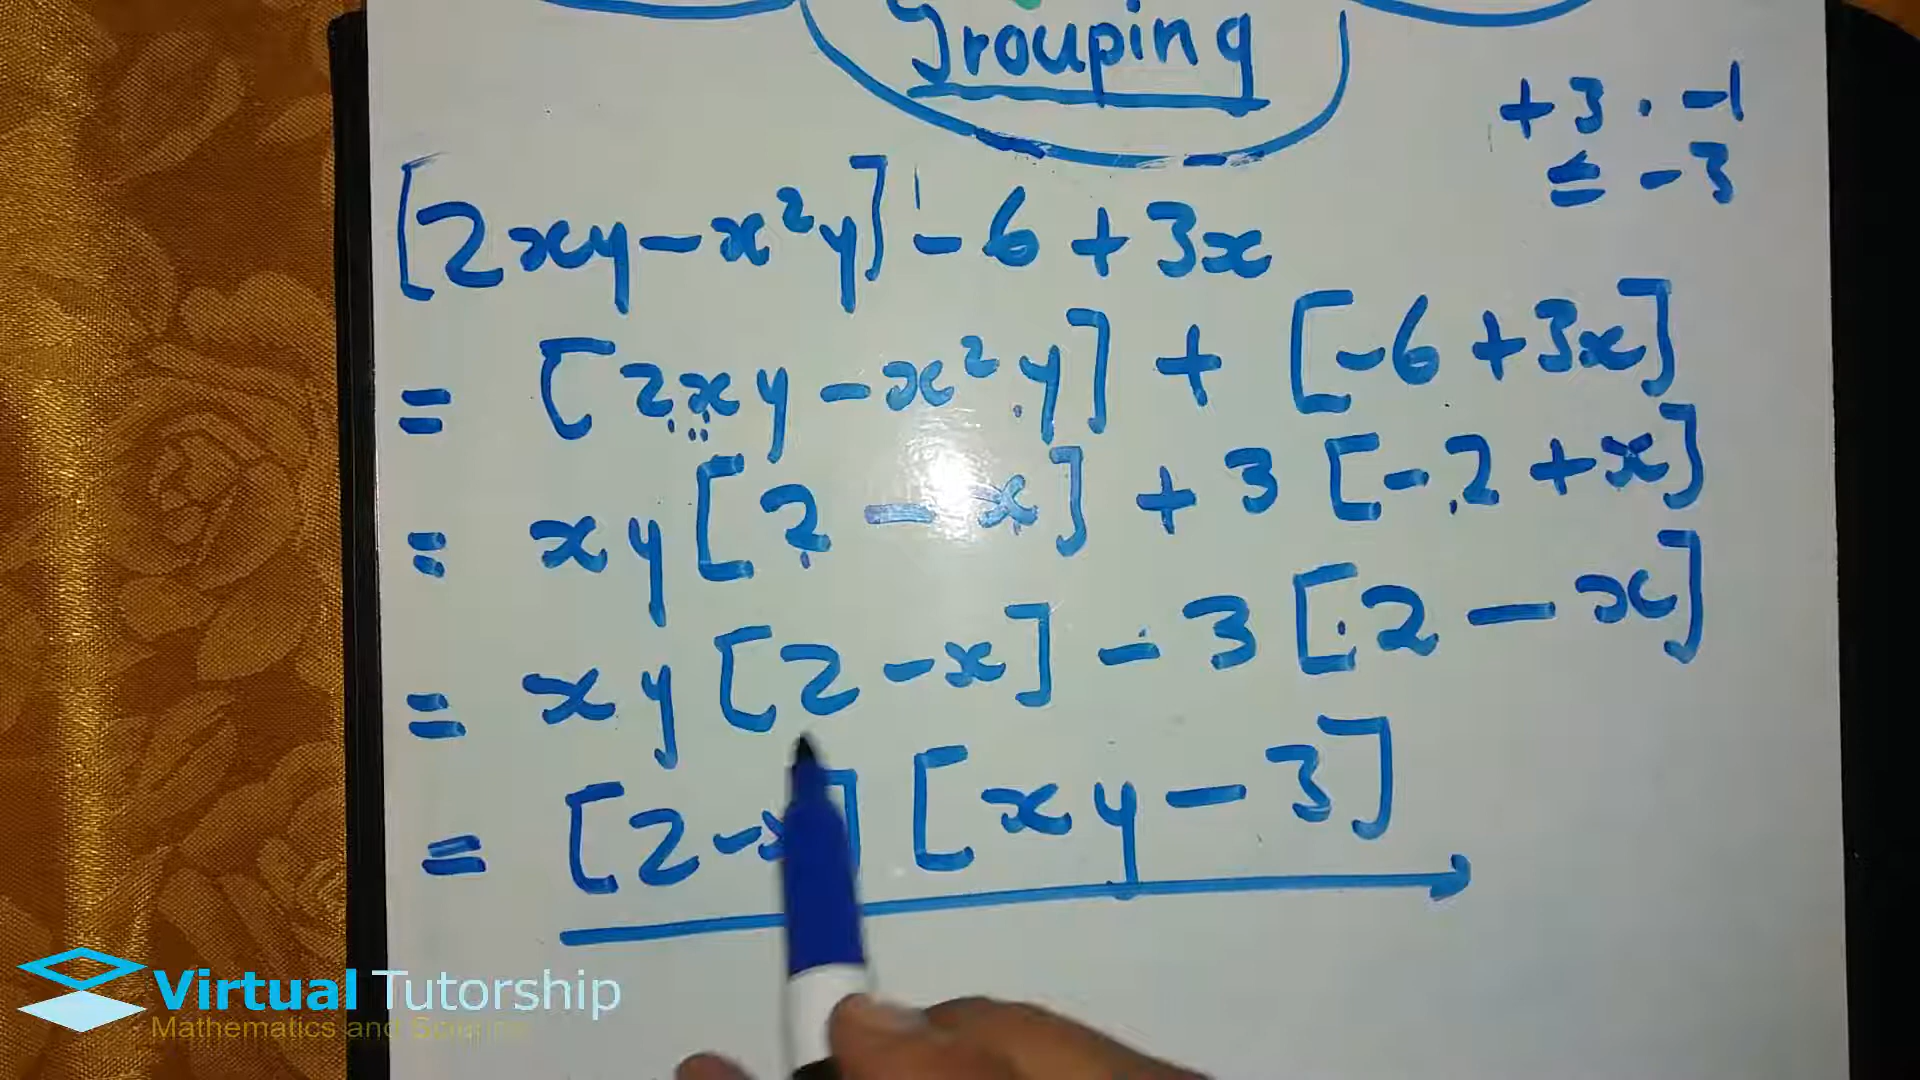 Grouping
+3 . -1
= -3
[2xy-x²y] - 6 + 3x
= [2xy-x²y] + [-6+3x]
= xy[2 - x] + 3[-2+x]
= xy[2-x] - 3[2-x]
= [2-x][xy-3]
Virtual Tutorship
Mathematics and Science